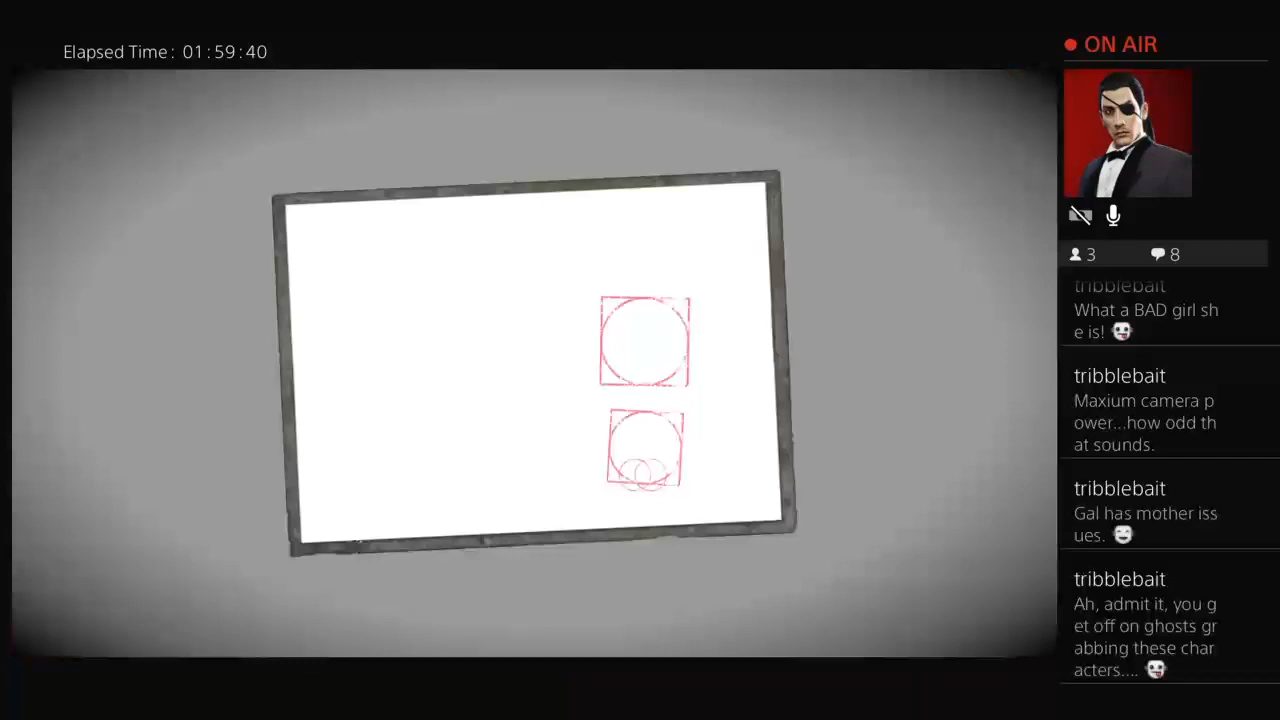 Elapsed Time: 01:59:40
ON AIR
3
8
tribblebait
What a BAD girl sh
e is!
tribblebait
Maxium camera p
ower...how odd th
at sounds.
tribblebait
Gal has mother iss
ues.
tribblebait
Ah, admit it, you g
et off on ghosts gr
abbing these char
acters....